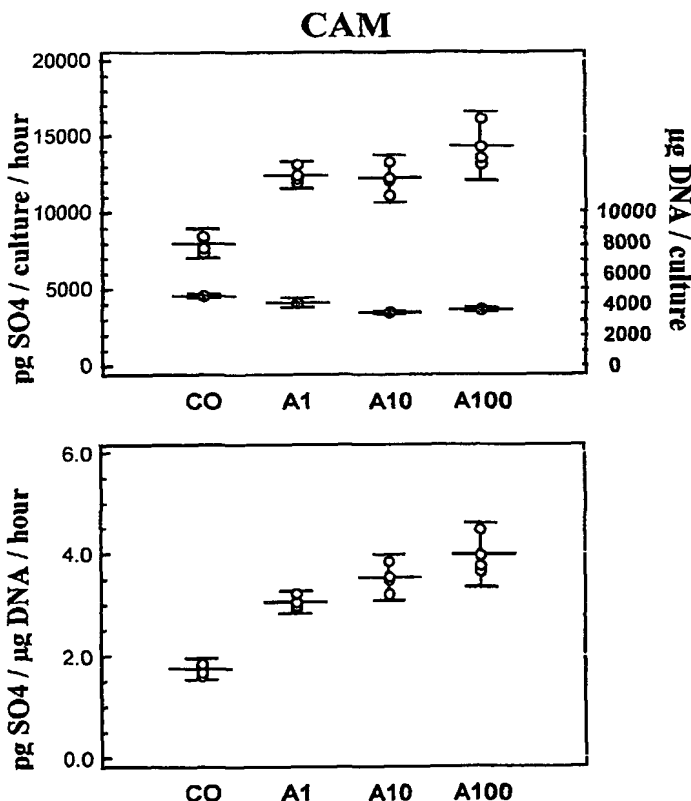 CAM
pg SO4 / culture / hour
20000
15000
10000
5000
0
µg DNA / culture
10000
8000
6000
4000
2000
0
CO A1 A10 A100
pg SO4 / µg DNA / hour
6.0
4.0
2.0
0.0
CO A1 A10 A100